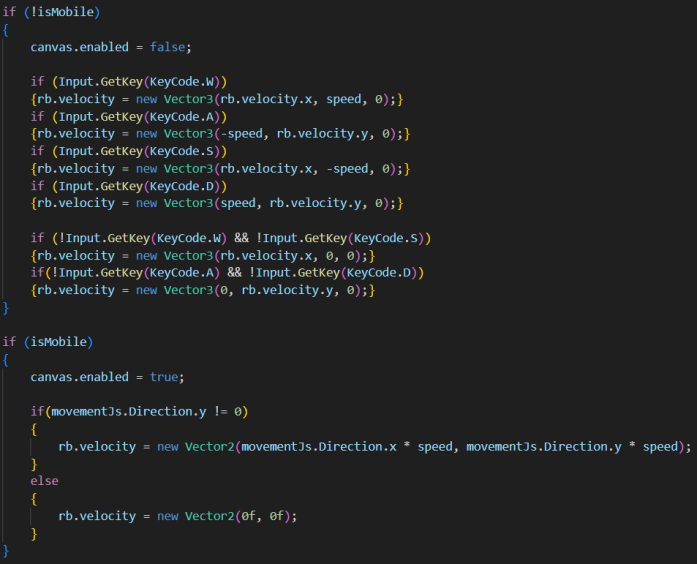 if (!isMobile)
{
    canvas.enabled = false;

    if (Input.GetKey(KeyCode.W))
    {rb.velocity = new Vector3(rb.velocity.x, speed, 0);}
    if (Input.GetKey(KeyCode.A))
    {rb.velocity = new Vector3(-speed, rb.velocity.y, 0);}
    if (Input.GetKey(KeyCode.S))
    {rb.velocity = new Vector3(rb.velocity.x, -speed, 0);}
    if (Input.GetKey(KeyCode.D))
    {rb.velocity = new Vector3(speed, rb.velocity.y, 0);}

    if (!Input.GetKey(KeyCode.W) && !Input.GetKey(KeyCode.S))
    {rb.velocity = new Vector3(rb.velocity.x, 0, 0);}
    if(!Input.GetKey(KeyCode.A) && !Input.GetKey(KeyCode.D))
    {rb.velocity = new Vector3(0, rb.velocity.y, 0);}
}

if (isMobile)
{
    canvas.enabled = true;

    if(movementJs.Direction.y != 0)
    {
        rb.velocity = new Vector2(movementJs.Direction.x * speed, movementJs.Direction.y * speed);
    }
    else
    {
        rb.velocity = new Vector2(0f, 0f);
    }
}